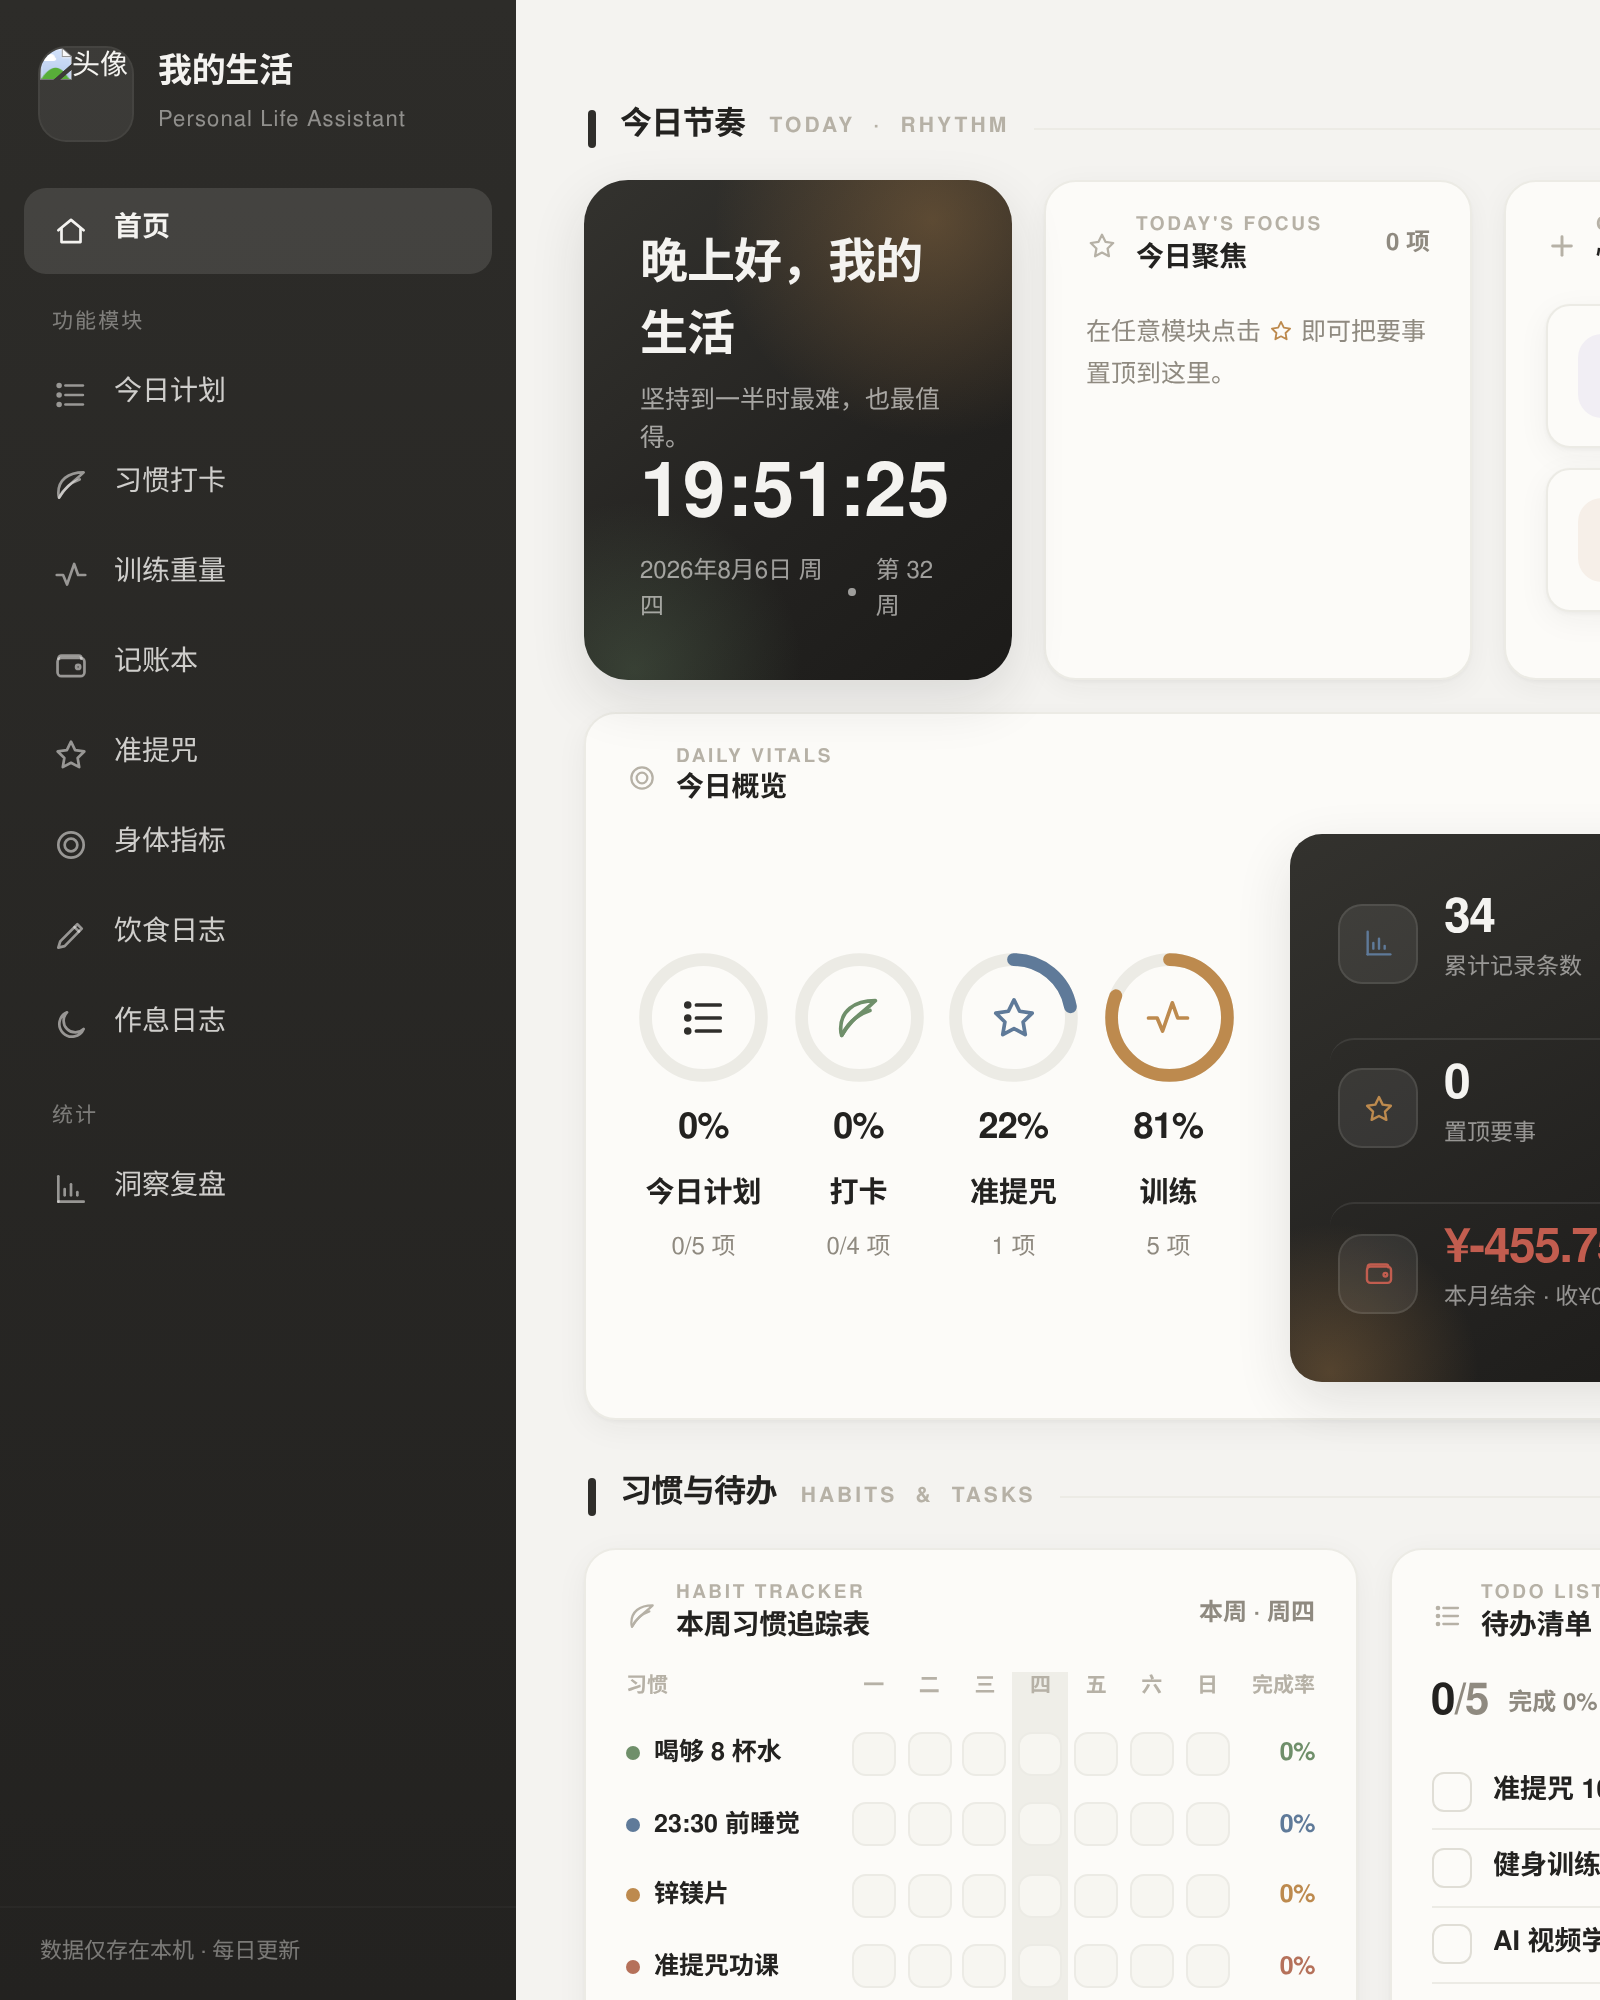 头像
我的生活
Personal Life Assistant
首页
功能模块
今日计划
习惯打卡
训练重量
记账本
准提咒
身体指标
饮食日志
作息日志
统计
洞察复盘
数据仅存在本机 · 每日更新
今日节奏 TODAY · RHYTHM
晚上好，我的
生活
坚持到一半时最难，也最值
得。
19:51:25
2026年8月6日 周
四
第 32
周
TODAY'S FOCUS
今日聚焦
0 项
在任意模块点击 即可把要事
置顶到这里。
DAILY VITALS
今日概览
0%
今日计划
0/5 项
0%
打卡
0/4 项
22%
准提咒
1 项
81%
训练
5 项
34
累计记录条数
0
置顶要事
¥-455.7
本月结余 · 收¥0
习惯与待办 HABITS & TASKS
HABIT TRACKER
本周习惯追踪表
本周 · 周四
习惯 一 二 三 四 五 六 日 完成率
喝够 8 杯水 0%
23:30 前睡觉 0%
锌镁片 0%
准提咒功课 0%
TODO LIST
待办清单
0/5 完成 0%
准提咒 10
健身训练
AI 视频学